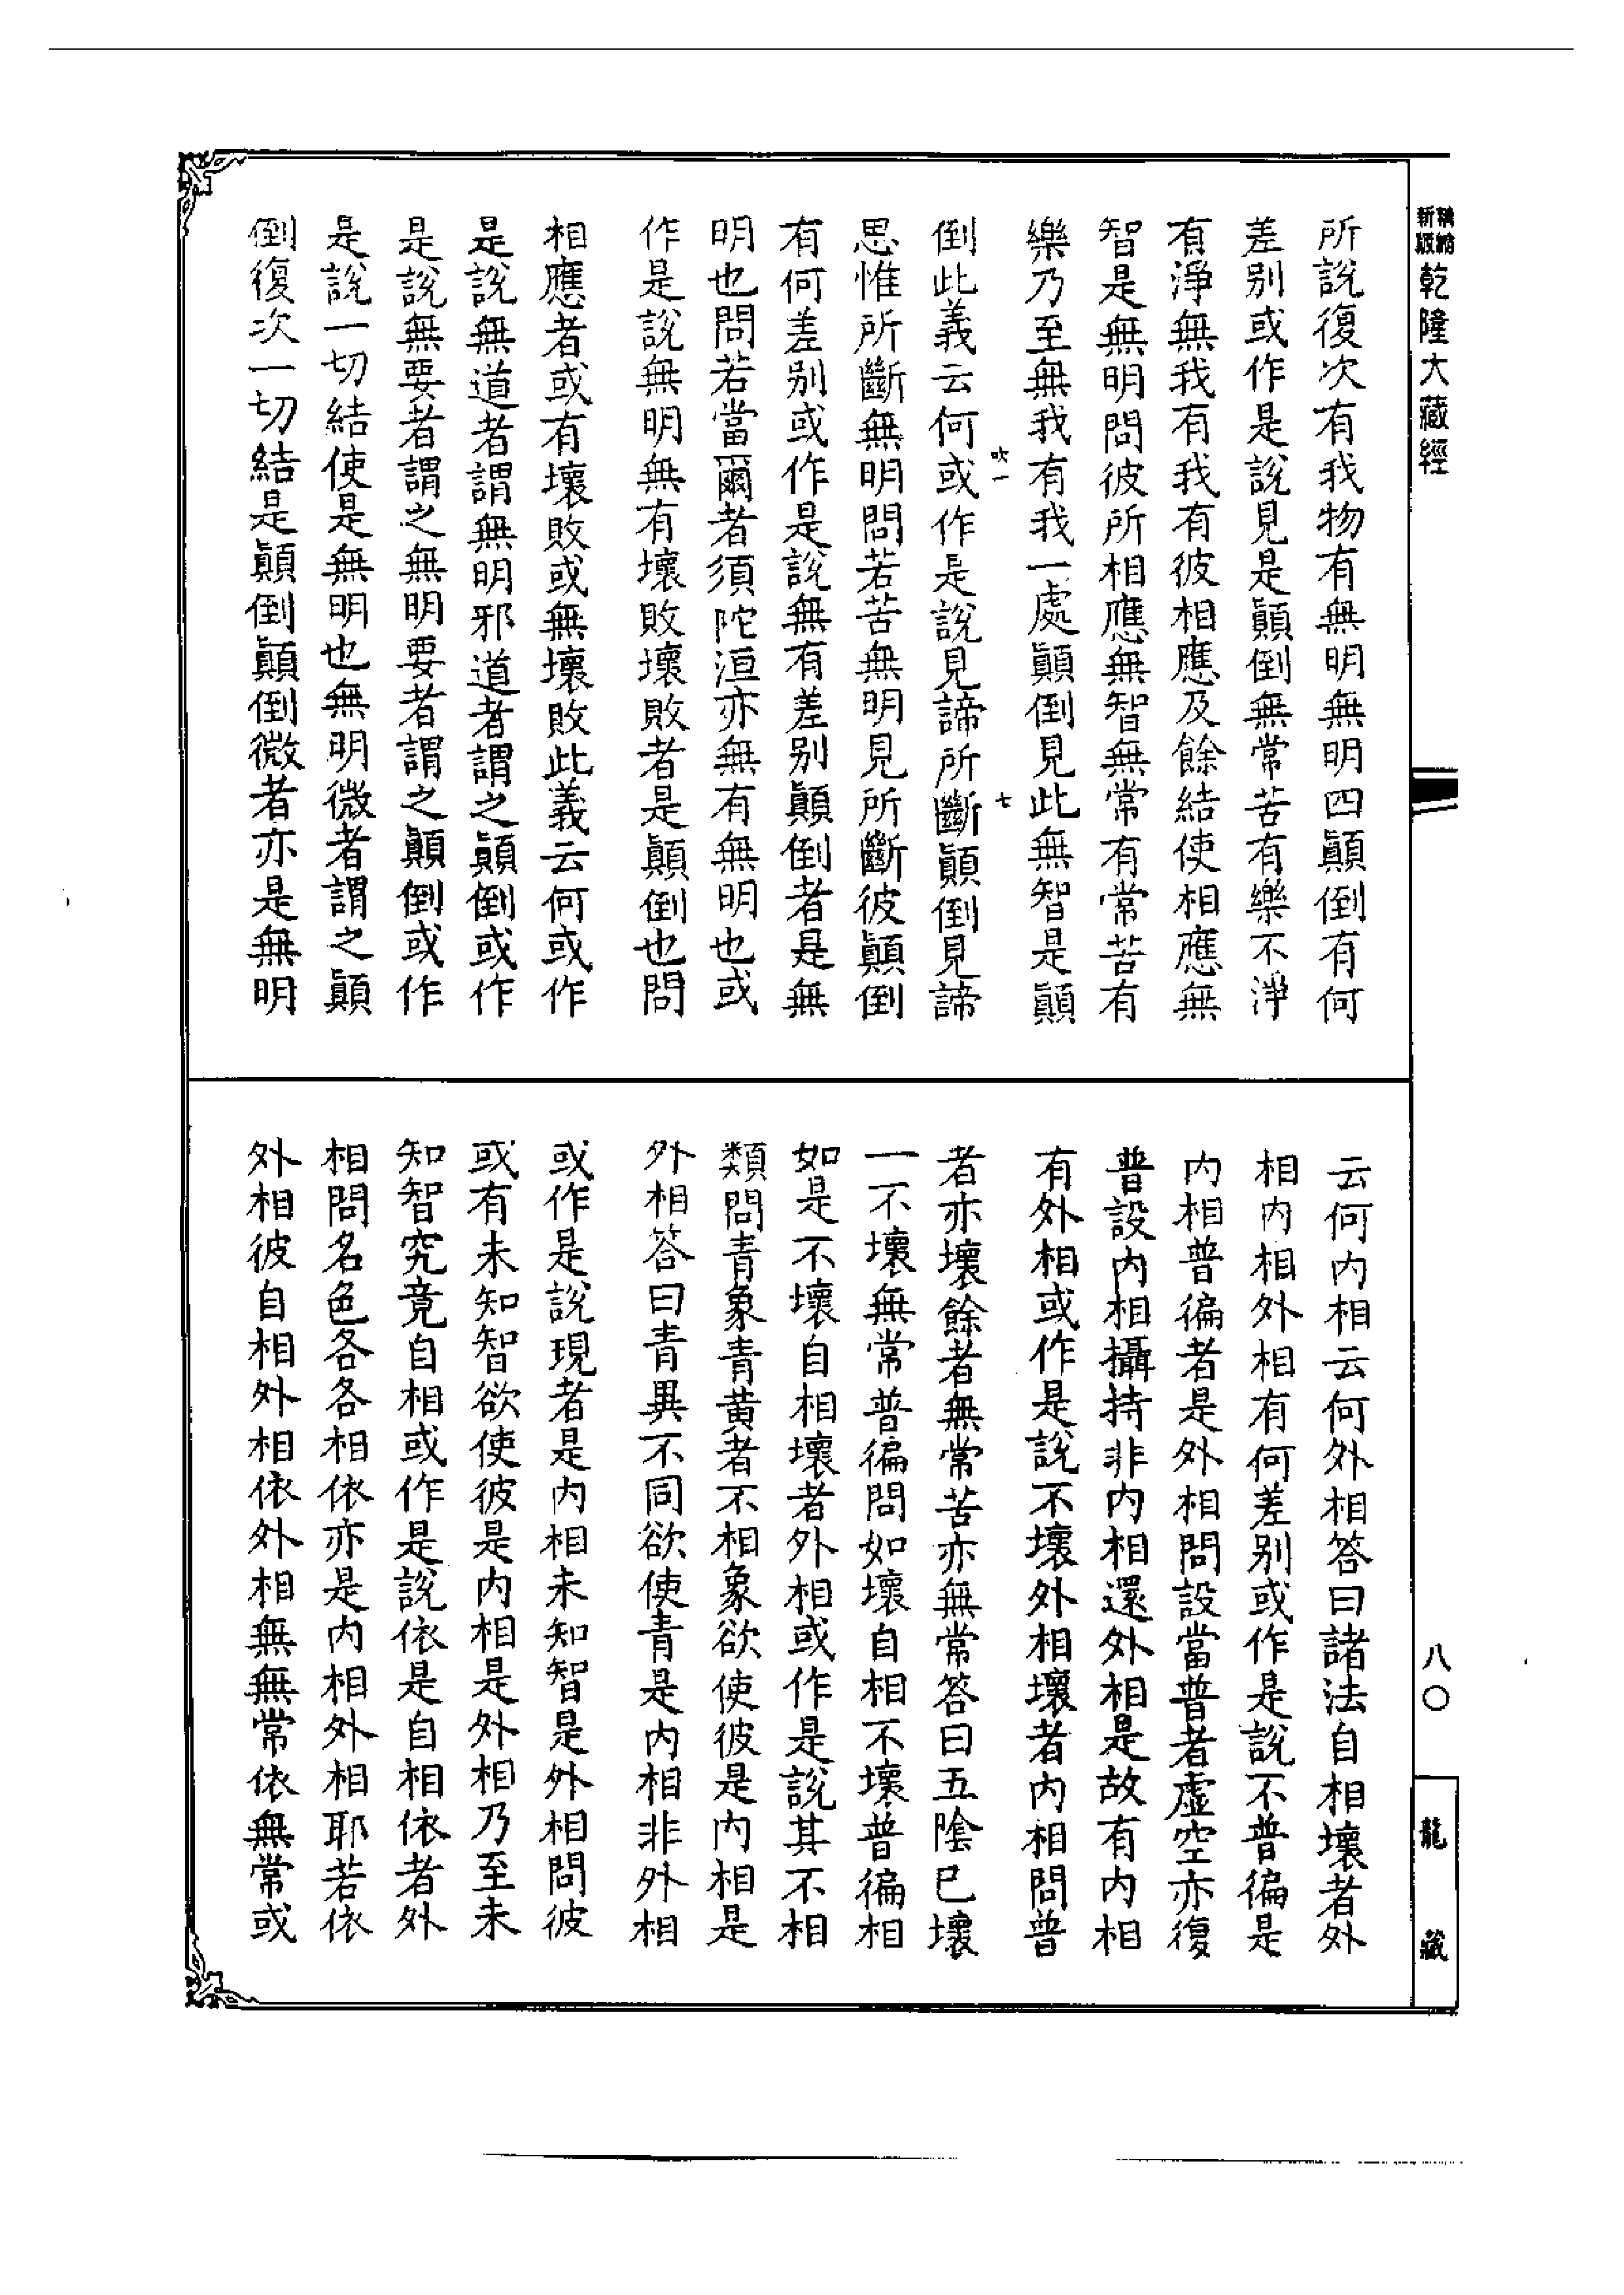 新縮
乾隆大藏經
八〇
龍藏
所說復次有我物有無明無明四顛倒有何
差别或作是說見是顛倒無常苦有樂不淨
有淨無我有我有彼相應及餘結使相應無
智是無明問彼所相應無智無常有常苦有
樂乃至無我有我一處顛倒見此無智是顛
倒此義云何或作是說見諦所斷顛倒見諦
思惟所斷無明問若苦無明見所斷彼顛倒
有何差别或作是說無有差别顛倒者是無
明也問若當爾者須陀洹亦無有無明也或
作是說無明無有壞敗壞敗者是顛倒也問
相應者或有壞敗或無壞敗此義云何或作
是說無道者謂無明邪道者謂之顛倒或作
是說無要者謂之無明要者謂之顛倒或作
是說一切結使是無明也無明微者謂之顛
倒復次一切結是顛倒顛倒微者亦是無明
云何内相云何外相答曰諸法自相壞者外
相内相外相有何差别或作是說不普徧是
内相普徧者是外相問設當普者虛空亦復
普設内相攝持非内相還外相是故有内相
有外相或作是說不壞外相壞者内相問普
者亦壞餘者無常苦亦無常答曰五陰已壞
一不壞無常普徧問如壞自相不壞普徧相
如是不壞自相壞者外相或作是說其不相
類問青象青黄者不相象欲使彼是内相是
外相答曰青異不同欲使青是内相非外相
或作是說現者是内相未知智是外相問彼
或有未知智欲使彼是内相是外相乃至未
知智究竟自相或作是說依是自相依者外
相問名色各各相依亦是内相外相耶若依
外相彼自相外相依外相無無常依無常或